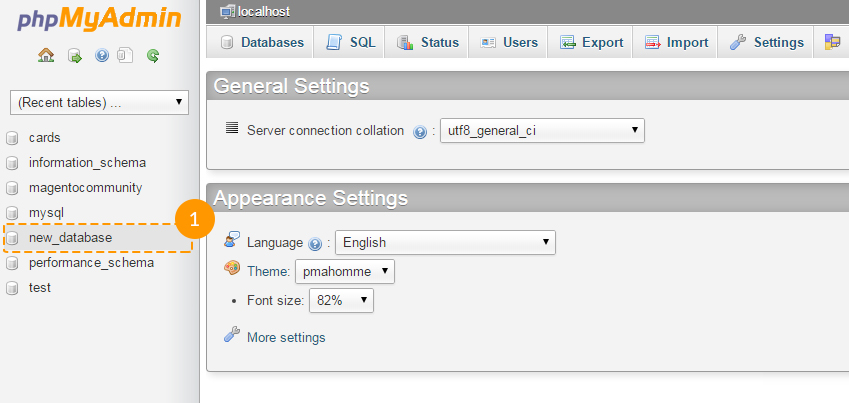 phpMyAdmin
(Recent tables) ...
cards
information_schema
magentocommunity
mysql
1
new_database
performance_schema
test
localhost
Databases SQL Status Users Export Import Settings
General Settings
Server connection collation : utf8_general_ci
Appearance Settings
Language : English
Theme: pmahomme
Font size: 82%
More settings